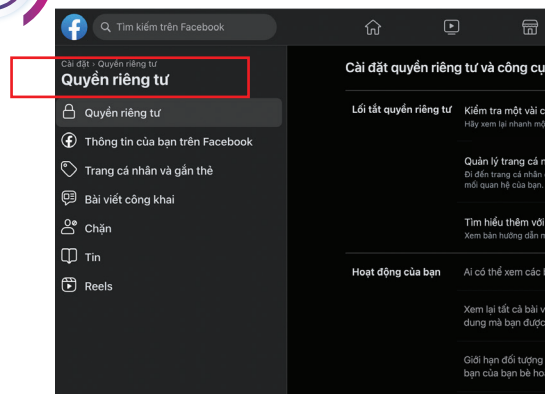 Tìm kiếm trên Facebook
Cài đặt › Quyền riêng tư
Quyền riêng tư
Quyền riêng tư
Thông tin của bạn trên Facebook
Trang cá nhân và gắn thẻ
Bài viết công khai
Chặn
Tin
Reels
Cài đặt quyền riêng tư và công cụ
Lối tắt quyền riêng tư
Kiểm tra một vài
Hãy xem lại nhanh
Quản lý trang cá
Đi đến trang cá nhân
mối quan hệ của bạn.
Tìm hiểu thêm với
Xem bản hướng dẫn
Hoạt động của bạn
Ai có thể xem các
Xem lại tất cả bài
dung mà bạn được
Giới hạn đối tượng
bạn của bạn bè